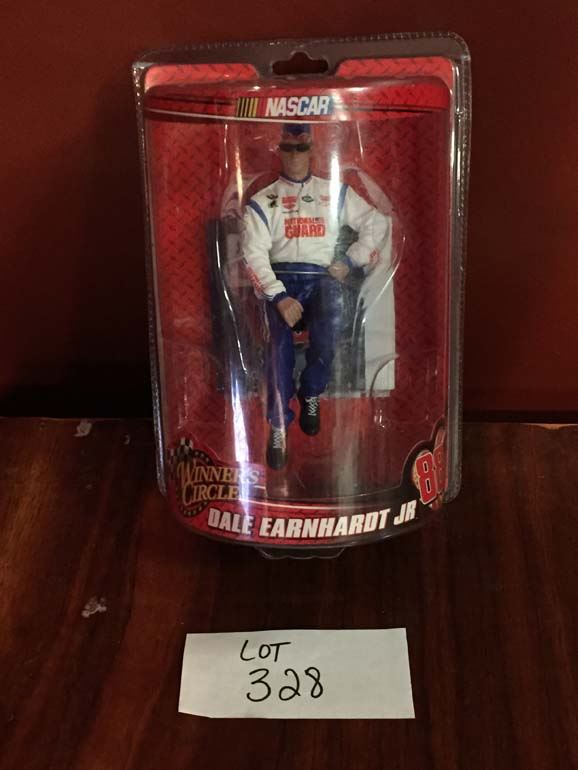 NASCAR
NATIONAL
GUARD
WINNER'S
CIRCLE
DALE EARNHARDT JR
88
LOT
328